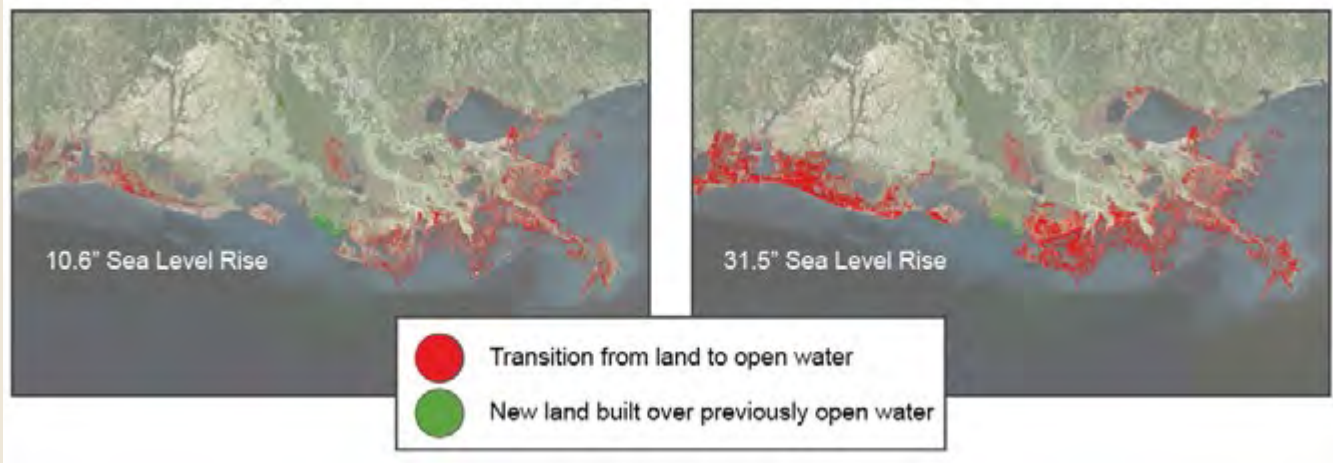 10.6” Sea Level Rise
31.5” Sea Level Rise
Transition from land to open water
New land built over previously open water